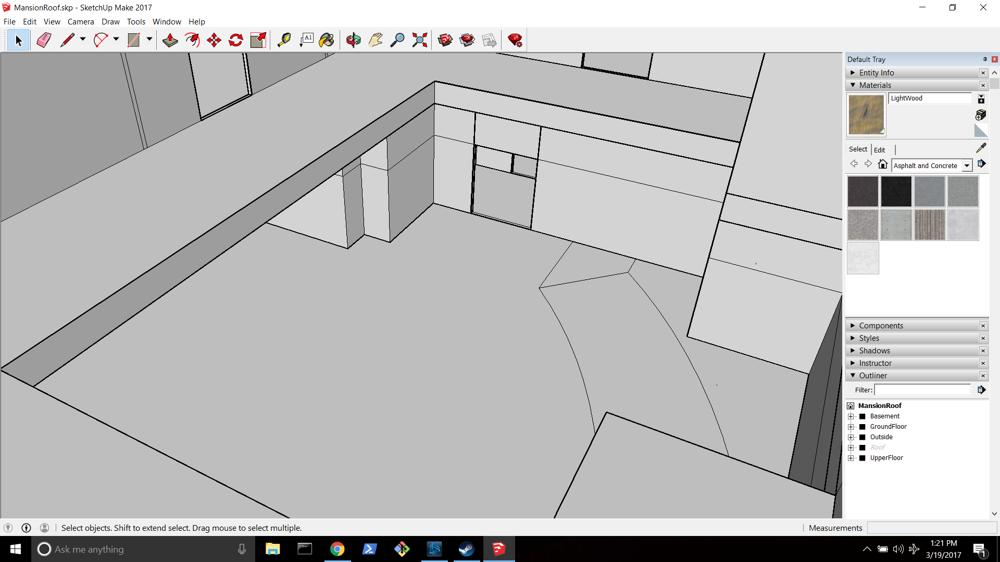 MansionRoof.skp - SketchUp Make 2017
File Edit View Camera Draw Tools Window Help
A1
Default Tray
Entity Info
Materials
LightWood
Select Edit
Asphalt and Concrete
Components
Styles
Shadows
Instructor
Outliner
Filter:
MansionRoof
Basement
GroundFloor
Outside
Roof
UpperFloor
Select objects. Shift to extend select. Drag mouse to select multiple.
Measurements
Ask me anything
1:21 PM
3/19/2017
1